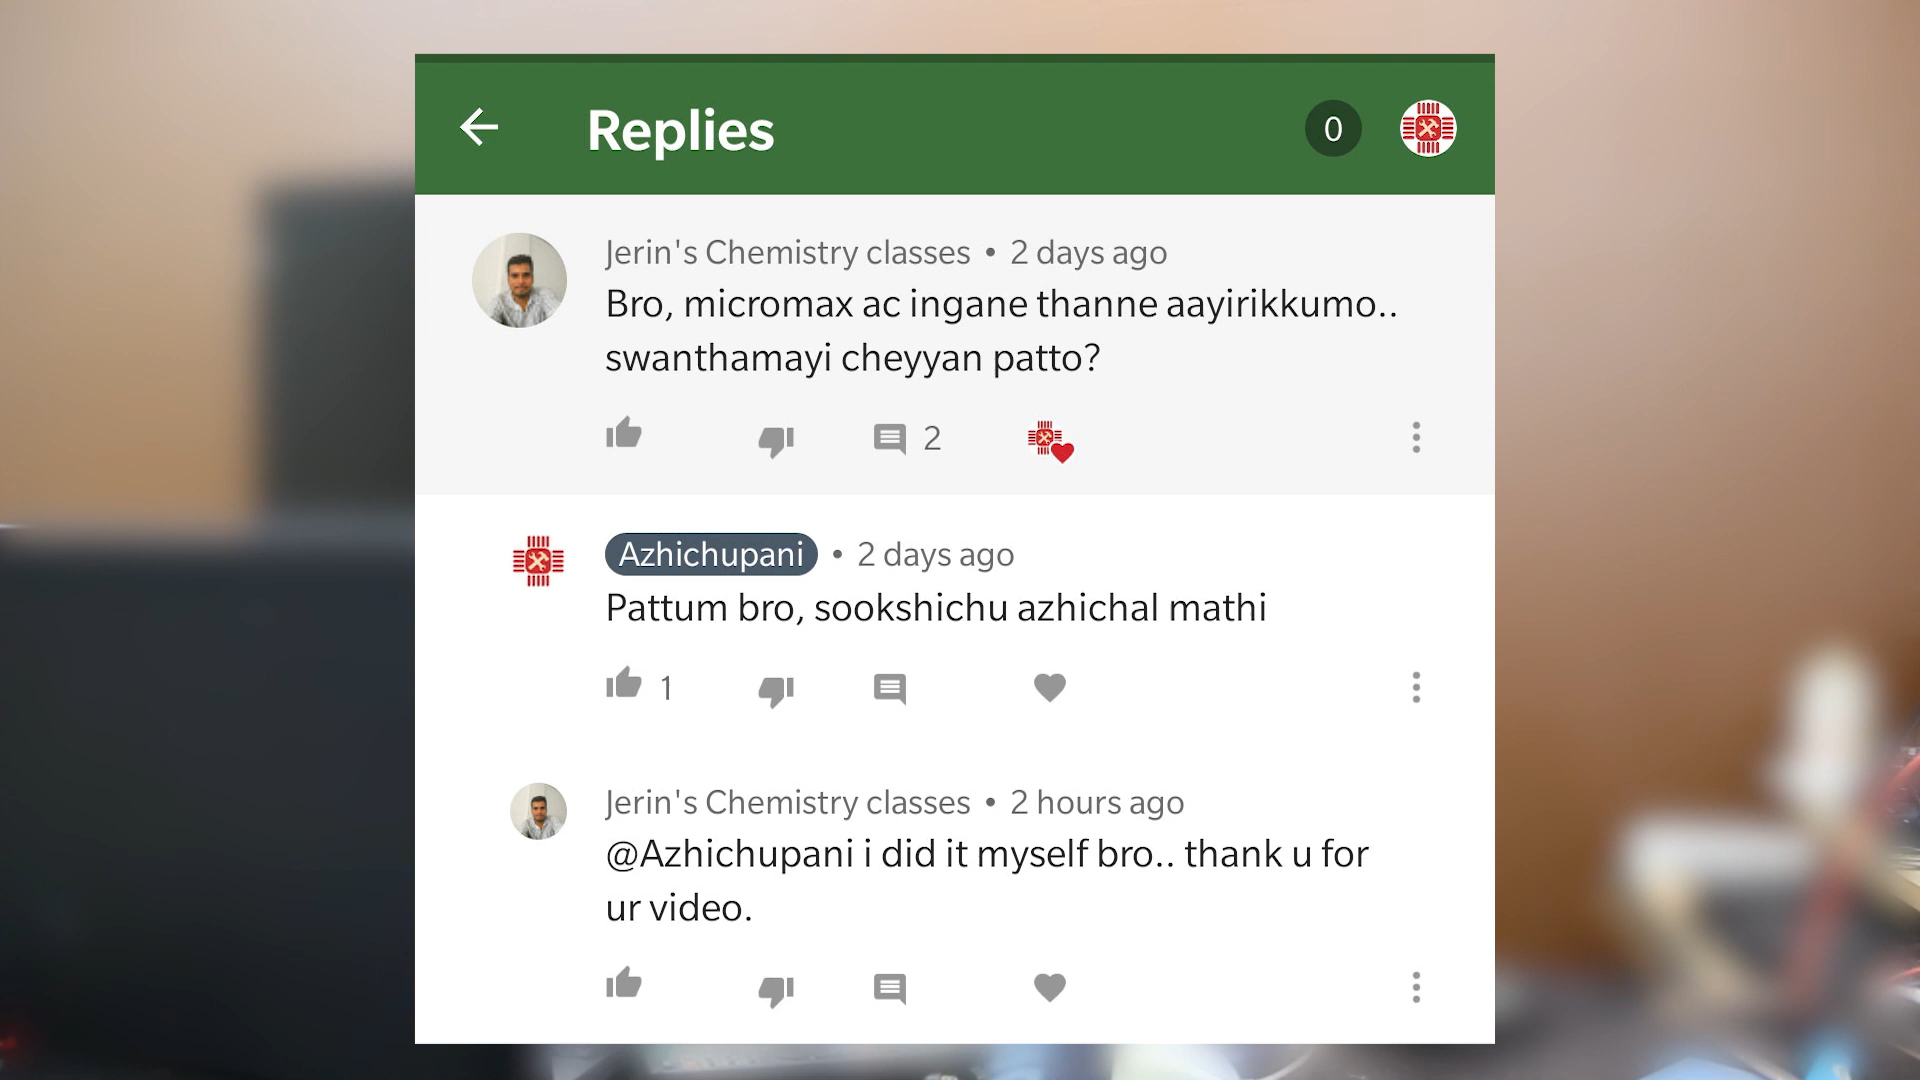 Replies
0
Jerin's Chemistry classes • 2 days ago
Bro, micromax ac ingane thanne aayirikkumo..
swanthamayi cheyyan patto?
2
Azhichupani • 2 days ago
Pattum bro, sookshichu azhichal mathi
1
Jerin's Chemistry classes • 2 hours ago
@Azhichupani i did it myself bro.. thank u for
ur video.